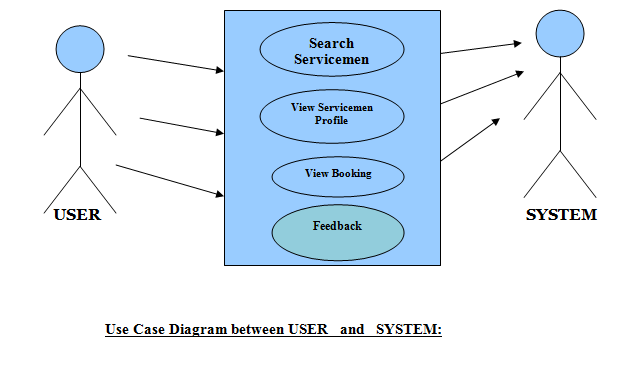 Search
Servicemen
View Servicemen
Profile
View Booking
Feedback
USER
SYSTEM
Use Case Diagram between USER   and   SYSTEM: